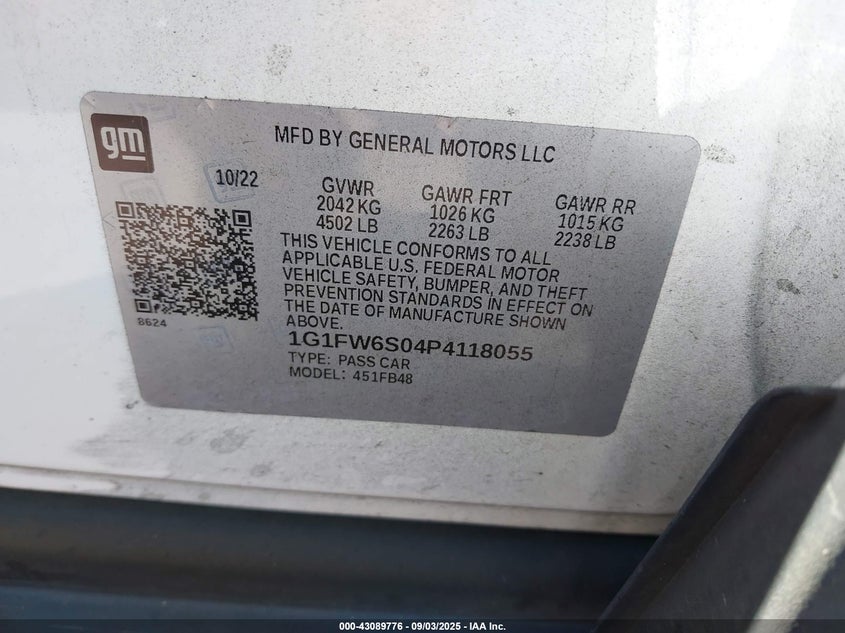 gm
MFD BY GENERAL MOTORS LLC
10/22
GVWR GAWR FRT GAWR RR
2042 KG 1026 KG 1015 KG
4502 LB 2263 LB 2238 LB
THIS VEHICLE CONFORMS TO ALL
APPLICABLE U.S. FEDERAL MOTOR
VEHICLE SAFETY, BUMPER, AND THEFT
PREVENTION STANDARDS IN EFFECT ON
THE DATE OF MANUFACTURE SHOWN
ABOVE.
8624
1G1FW6S04P4118055
TYPE: PASS CAR
MODEL: 451FB48
000-43089776 - 09/03/2025 - IAA Inc.